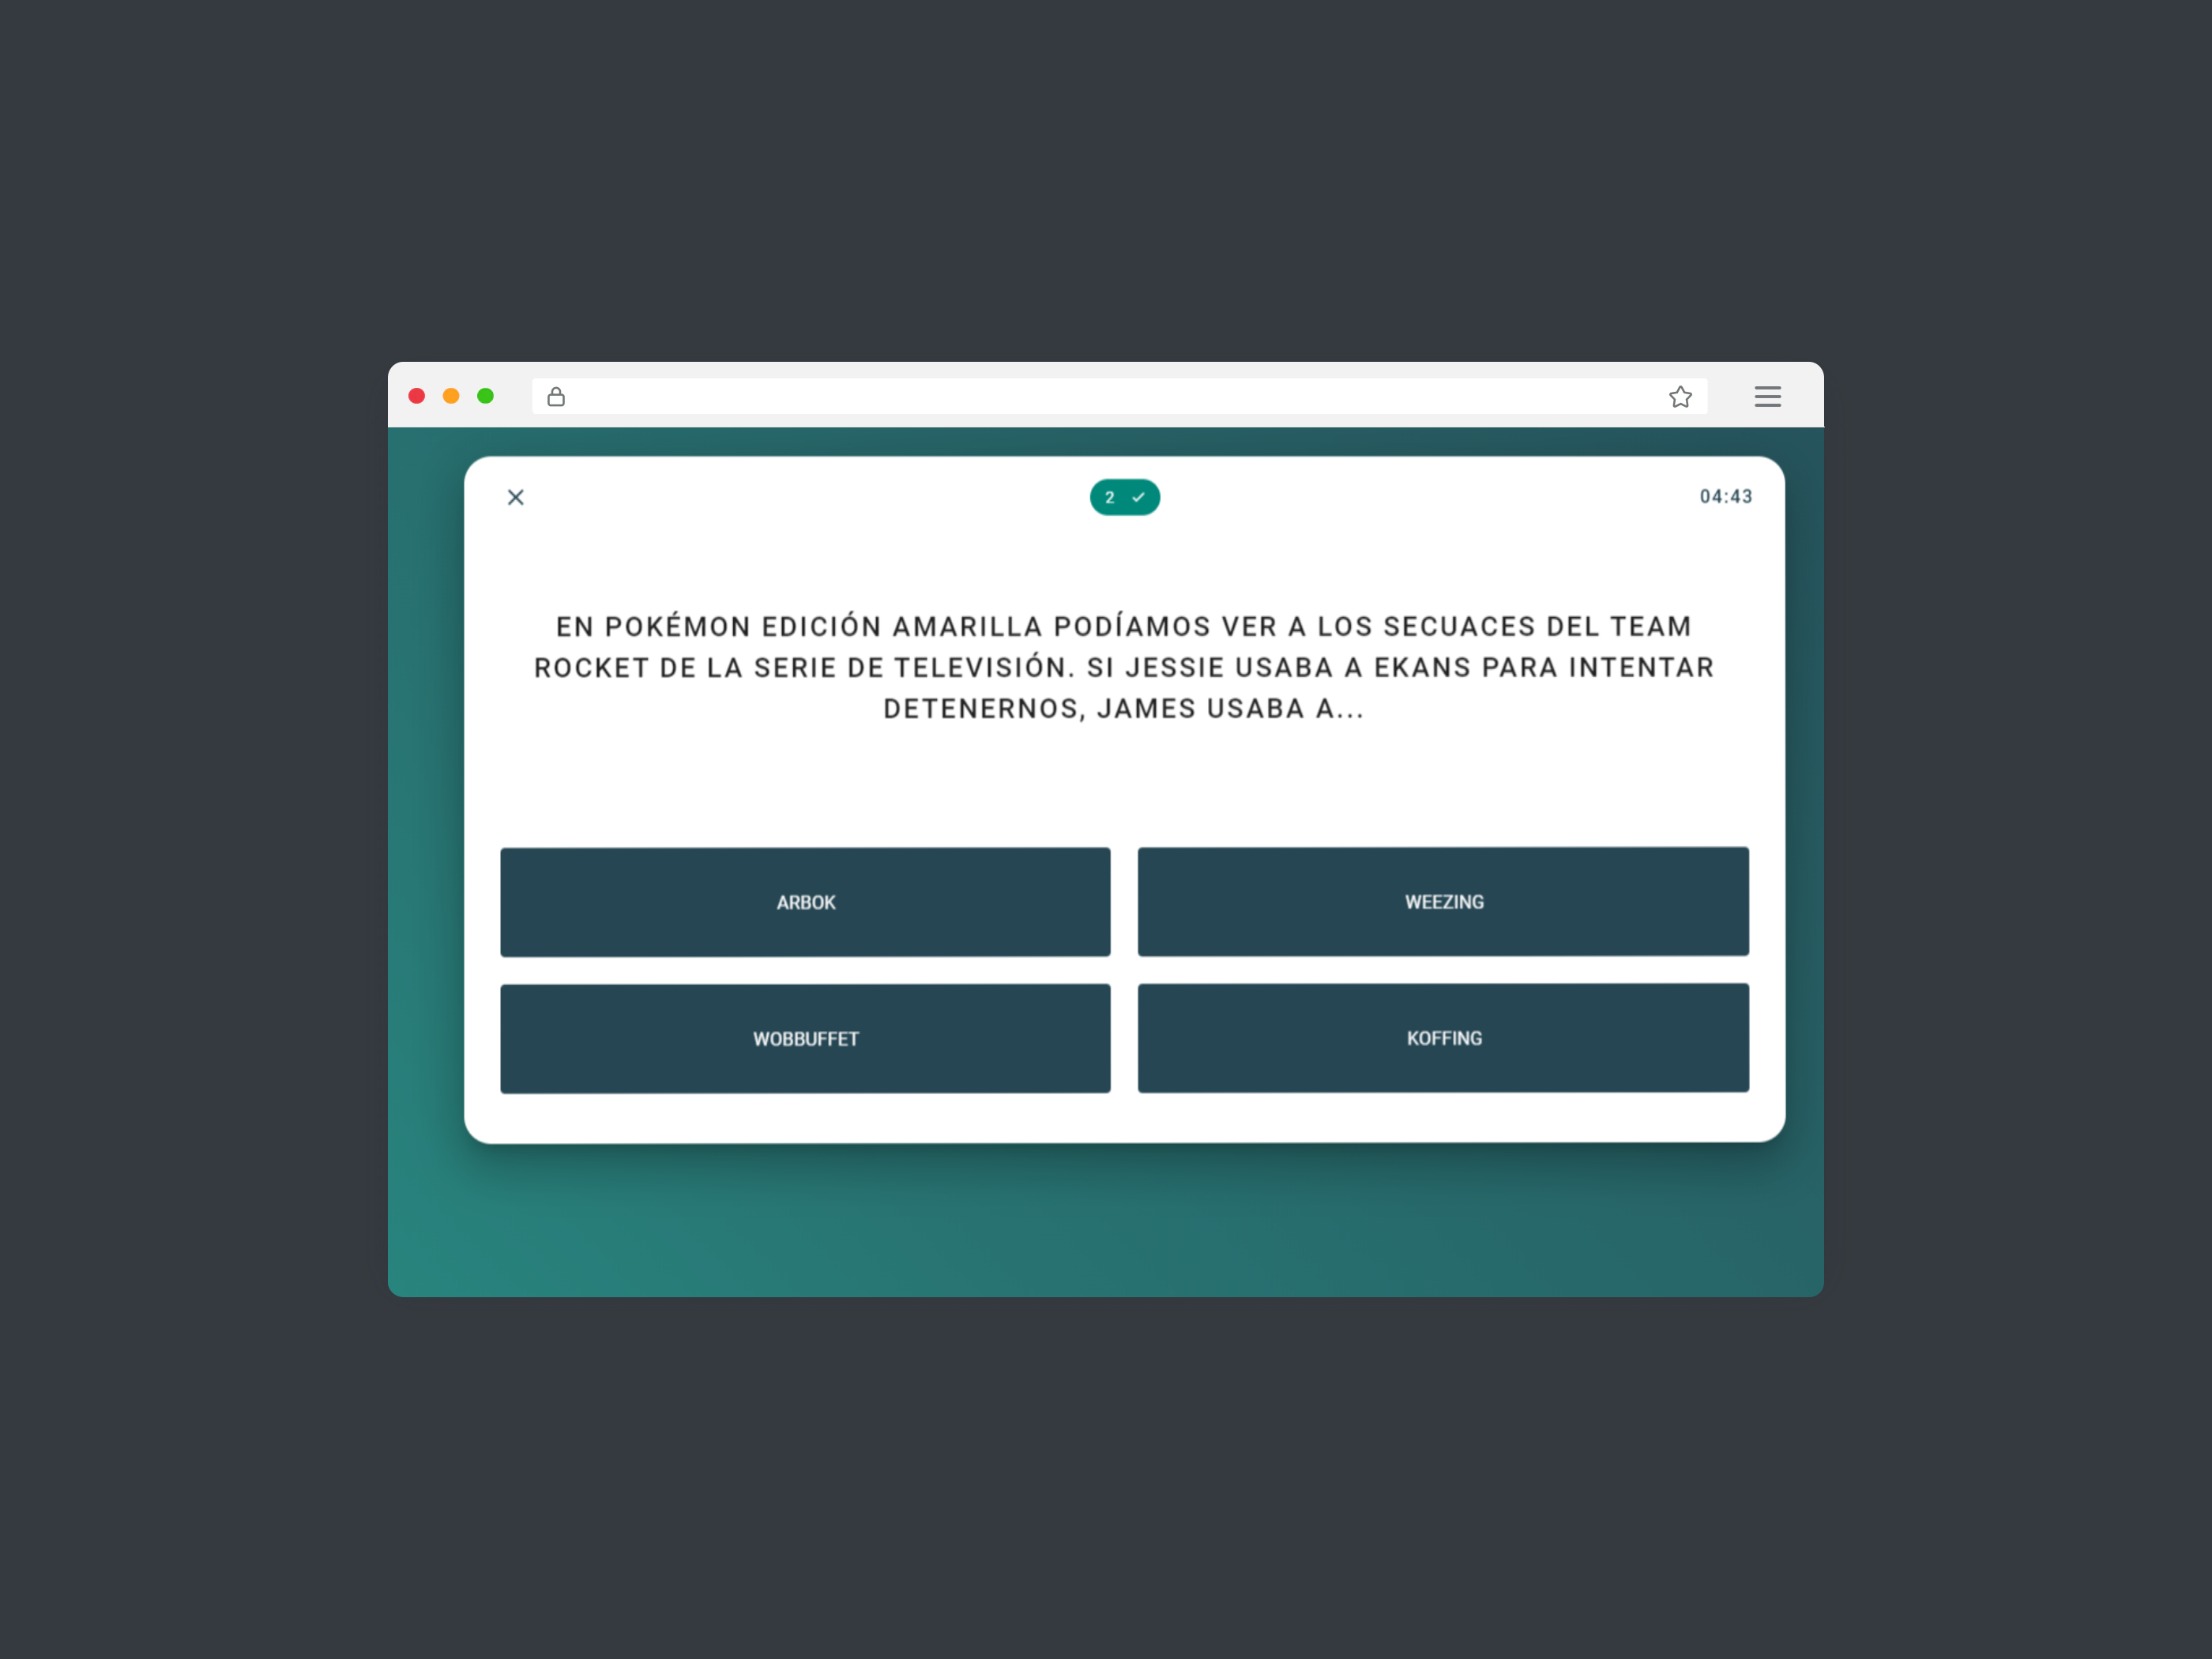 2
04:43
EN POKÉMON EDICIÓN AMARILLA PODÍAMOS VER A LOS SECUACES DEL TEAM
ROCKET DE LA SERIE DE TELEVISIÓN. SI JESSIE USABA A EKANS PARA INTENTAR
DETENERNOS, JAMES USABA A...
ARBOK
WEEZING
WOBBUFFET
KOFFING